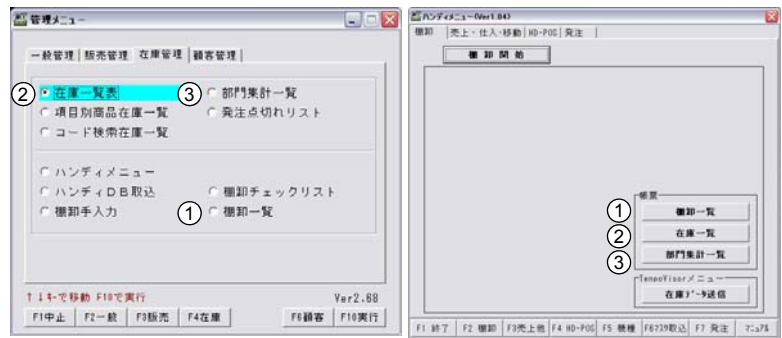 管理メニュー
一般管理 販売管理 在庫管理 顧客管理
② 在庫一覧表 ③ 部門集計一覧
項目別商品在庫一覧 発注点切れリスト
コード検索在庫一覧
ハンディメニュー
ハンディDB取込 棚卸チェックリスト
棚卸手入力 ① 棚卸一覧
↑↓キーで移動 F10で実行 Ver2.68
F1中止 F2一般 F3販売 F4在庫 F6顧客 F10実行
ハンディメニュー(Ver1.84)
棚卸 売上・仕入・移動 HD-POS 発注
棚卸開始
帳票
① 棚卸一覧
② 在庫一覧
③ 部門集計一覧
TenpoVisorメニュー
在庫データ送信
F1 終了 F2 棚卸 F3売上他 F4 HD-POS F5 機種 F6マスタ取込 F7 発注 マニュアル